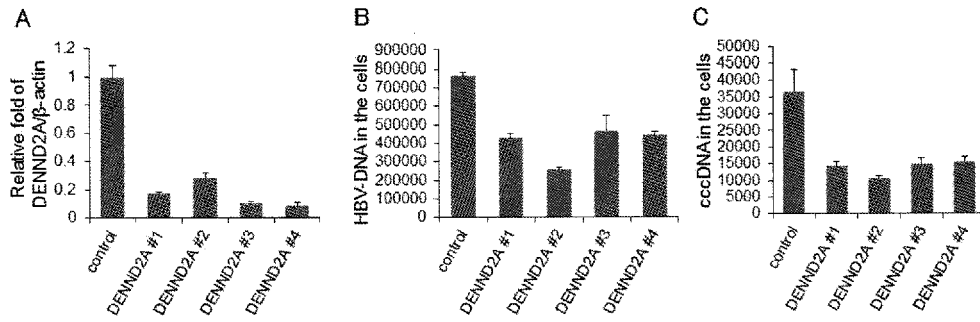 A
Relative fold of
DENND2A/β-actin
1.2
1
0.8
0.6
0.4
0.2
0
control
DENND2A #1
DENND2A #2
DENND2A #3
DENND2A #4
B
HBV-DNA in the cells
900000
800000
700000
600000
500000
400000
300000
200000
100000
0
control
DENND2A #1
DENND2A #2
DENND2A #3
DENND2A #4
C
cccDNA in the cells
50000
45000
40000
35000
30000
25000
20000
15000
10000
5000
0
control
DENND2A #1
DENND2A #2
DENND2A #3
DENND2A #4